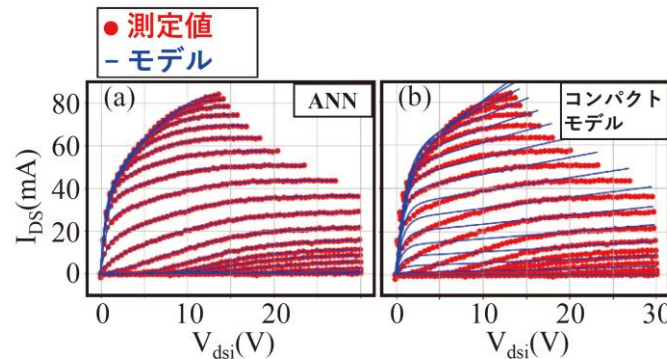 ● 測定値
− モデル
(a)
ANN
(b)
コンパクト
モデル
I_DS(mA)
80
60
40
20
0
0
10
20
0
10
20
30
V_dsi(V)
V_dsi(V)